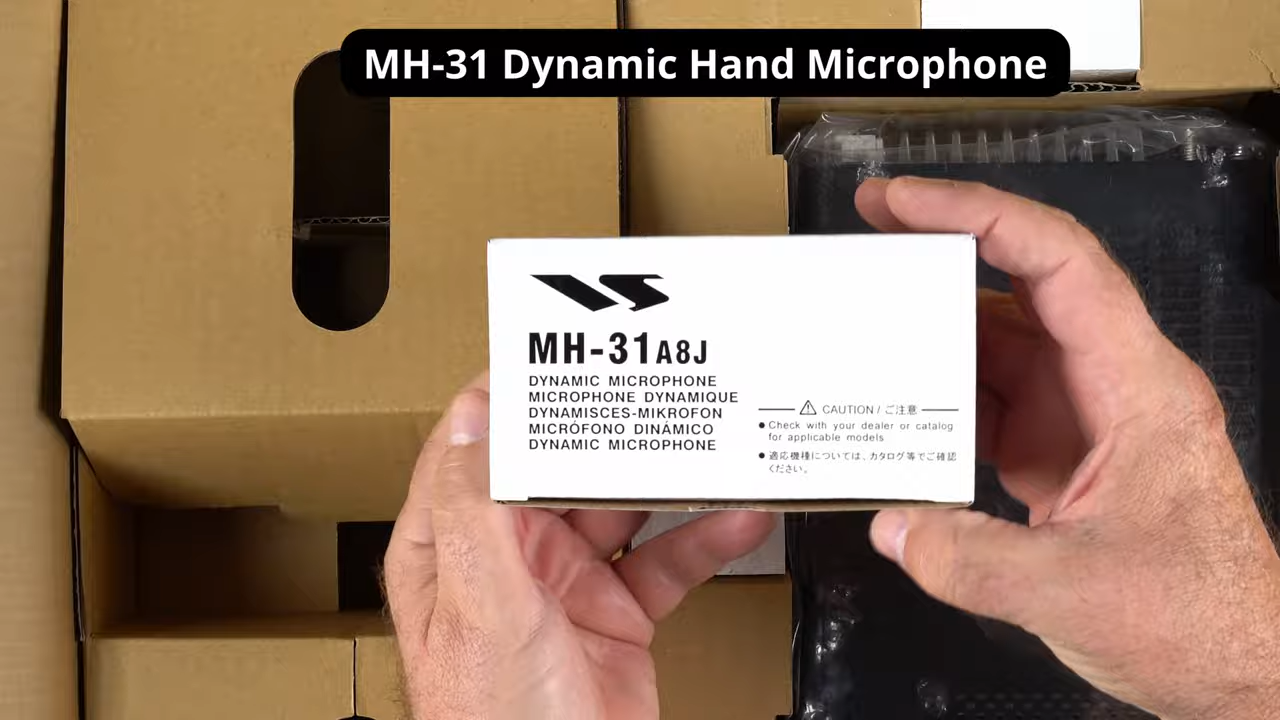 MH-31 Dynamic Hand Microphone
MH-31A8J
DYNAMIC MICROPHONE
MICROPHONE DYNAMIQUE
DYNAMISCES-MIKROFON
MICRÓFONO DINÁMICO
DYNAMIC MICROPHONE
CAUTION / ご注意
● Check with your dealer or catalog
for applicable models
● 適応機種については、カタログ等でご確認
ください。